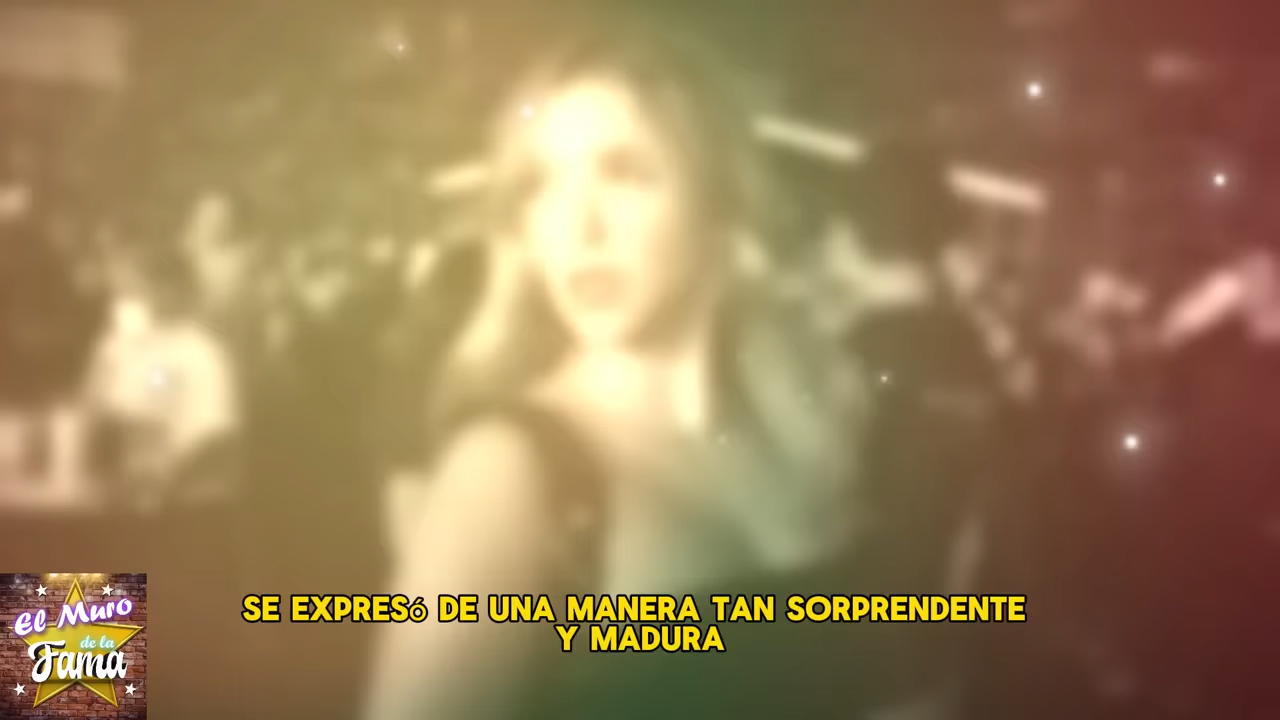 SE EXPRESó DE UNA MANERA TAN SORPRENDENTE
Y MADURA
El Muro
de la
Fama